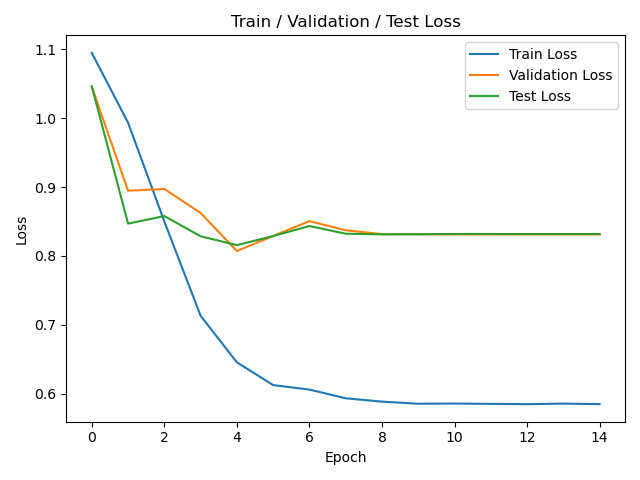 Train / Validation / Test Loss
Train Loss
Validation Loss
Test Loss
Loss
1.1
1.0
0.9
0.8
0.7
0.6
0 2 4 6 8 10 12 14
Epoch